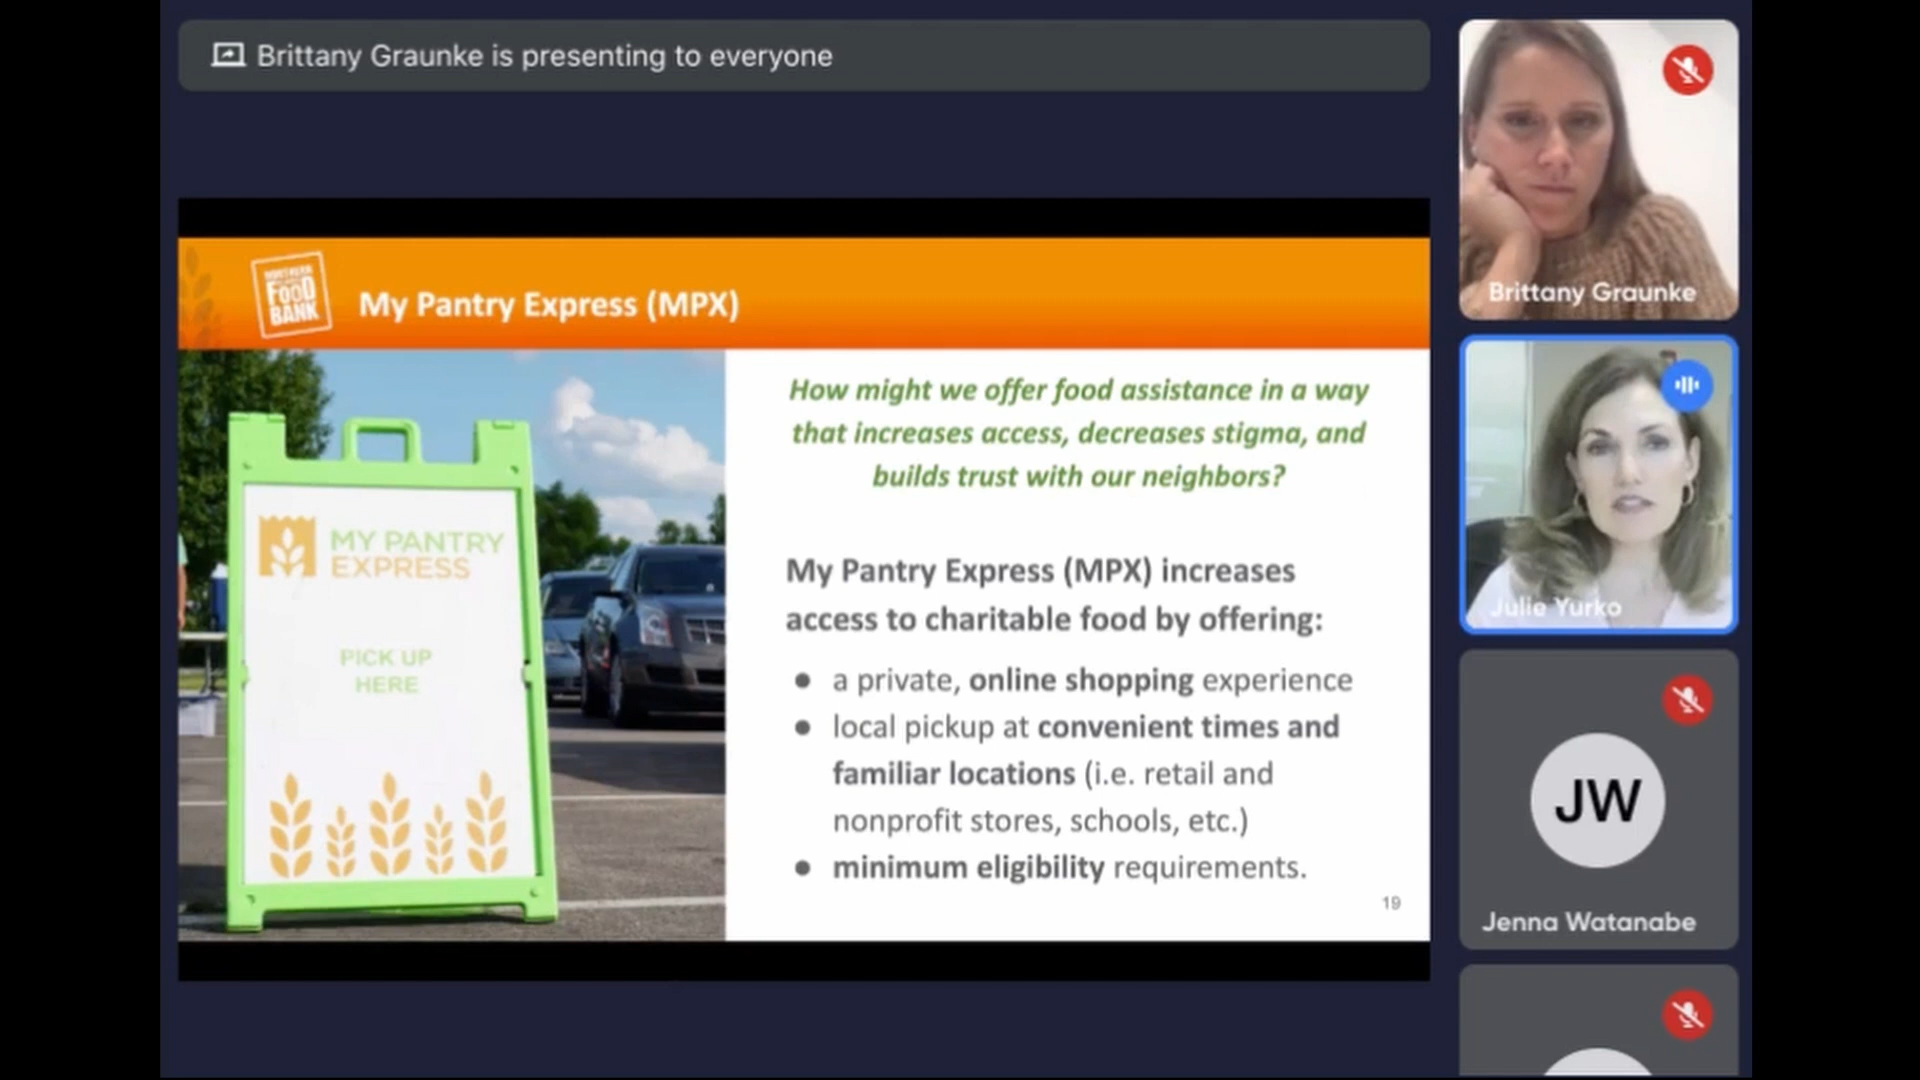 Brittany Graunke is presenting to everyone
FOOD
BANK
My Pantry Express (MPX)
MY PANTRY
EXPRESS
PICK UP
HERE
How might we offer food assistance in a way
that increases access, decreases stigma, and
builds trust with our neighbors?
My Pantry Express (MPX) increases
access to charitable food by offering:
● a private, online shopping experience
● local pickup at convenient times and
familiar locations (i.e. retail and
nonprofit stores, schools, etc.)
● minimum eligibility requirements.
19
Brittany Graunke
Julie Yurko
JW
Jenna Watanabe